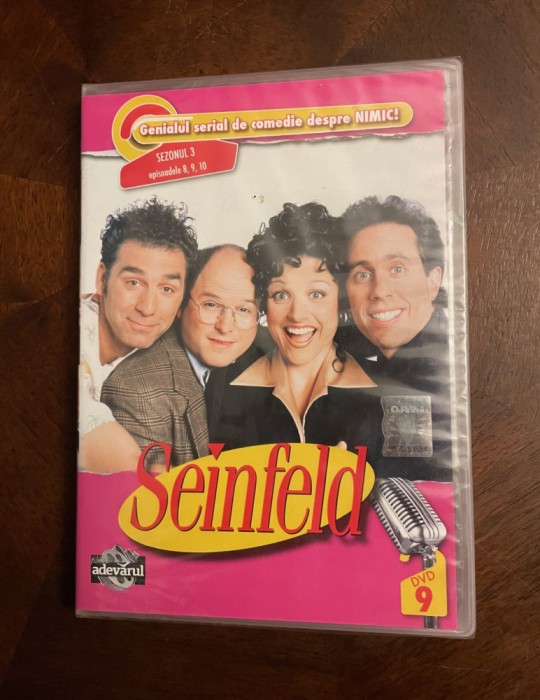 Genialul serial de comedie despre NIMIC!
SEZONUL 3
episoadele 8, 9, 10
Seinfeld
adevărul
DVD
9